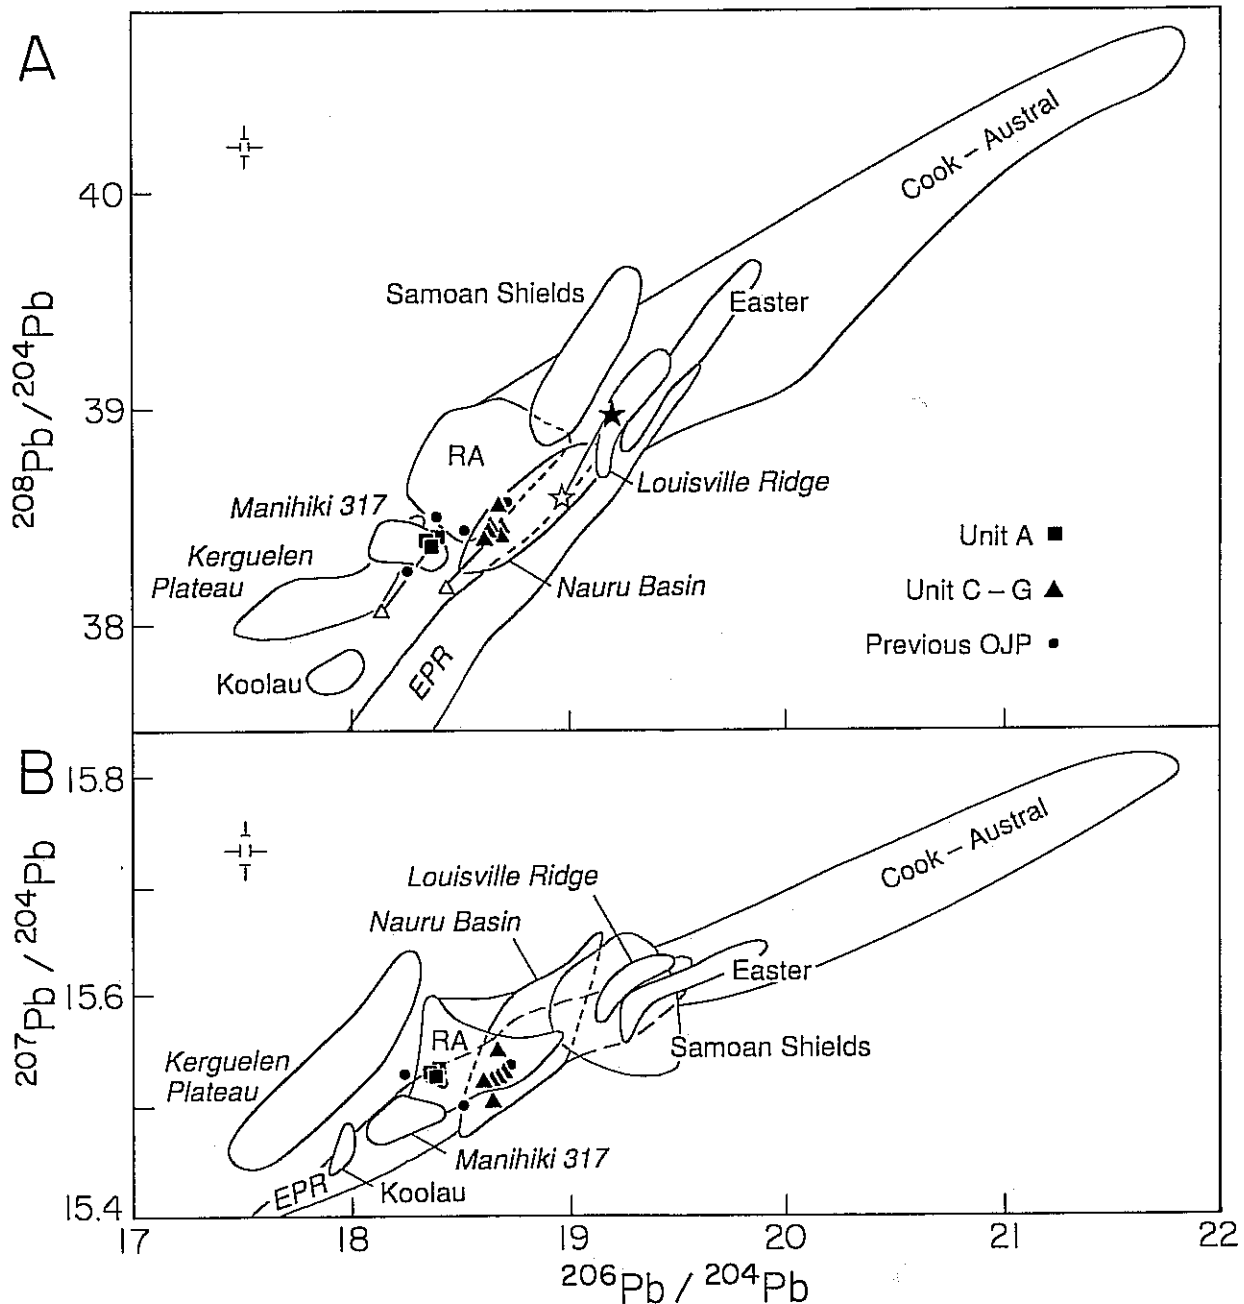 A
40
39
38
208Pb/204Pb
Cook – Austral
Samoan Shields
Easter
RA
Louisville Ridge
Manihiki 317
Kerguelen
Plateau
Nauru Basin
Koolau
EPR
Unit A
Unit C – G
Previous OJP
B
15.8
15.6
15.4
207Pb/204Pb
Cook – Austral
Louisville Ridge
Nauru Basin
Easter
RA
Samoan Shields
Kerguelen
Plateau
Manihiki 317
EPR
Koolau
17
18
19
20
21
22
206Pb/204Pb